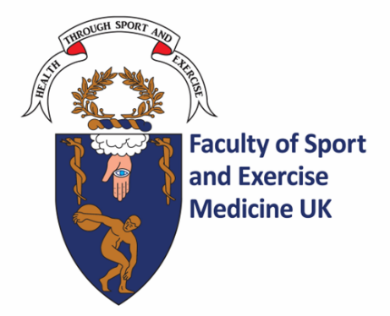 HEALTH THROUGH SPORT AND EXERCISE
Faculty of Sport
and Exercise
Medicine UK